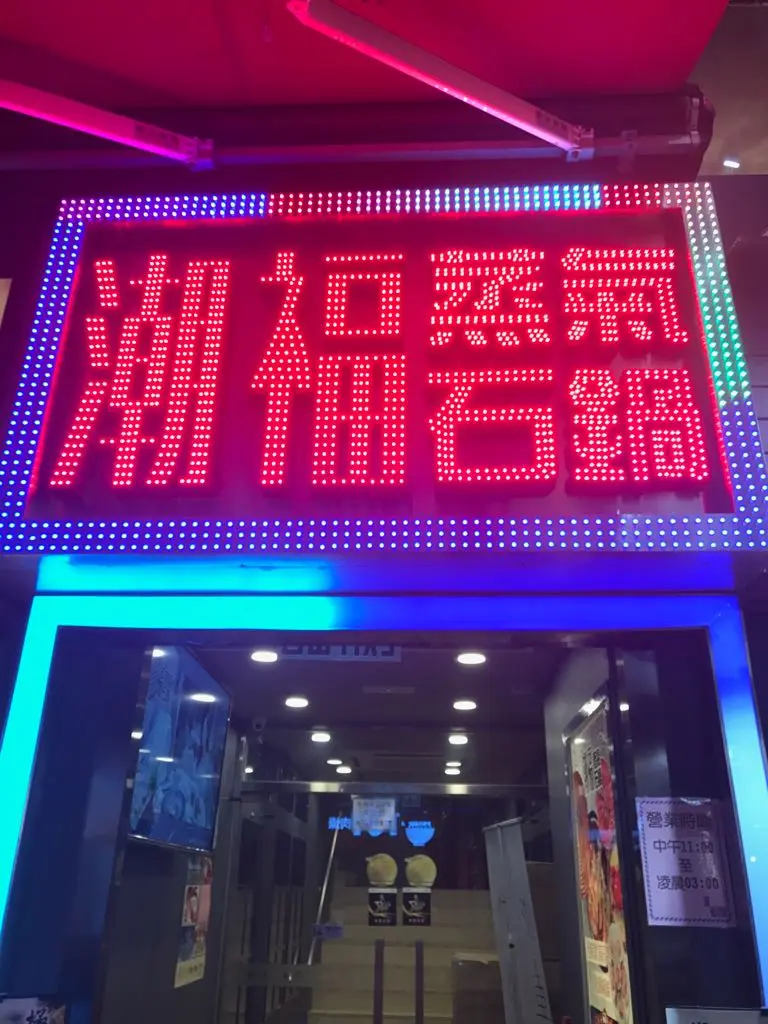 潮福蒸氣
石鍋
營業時間
中午11:00
至
凌晨03:00